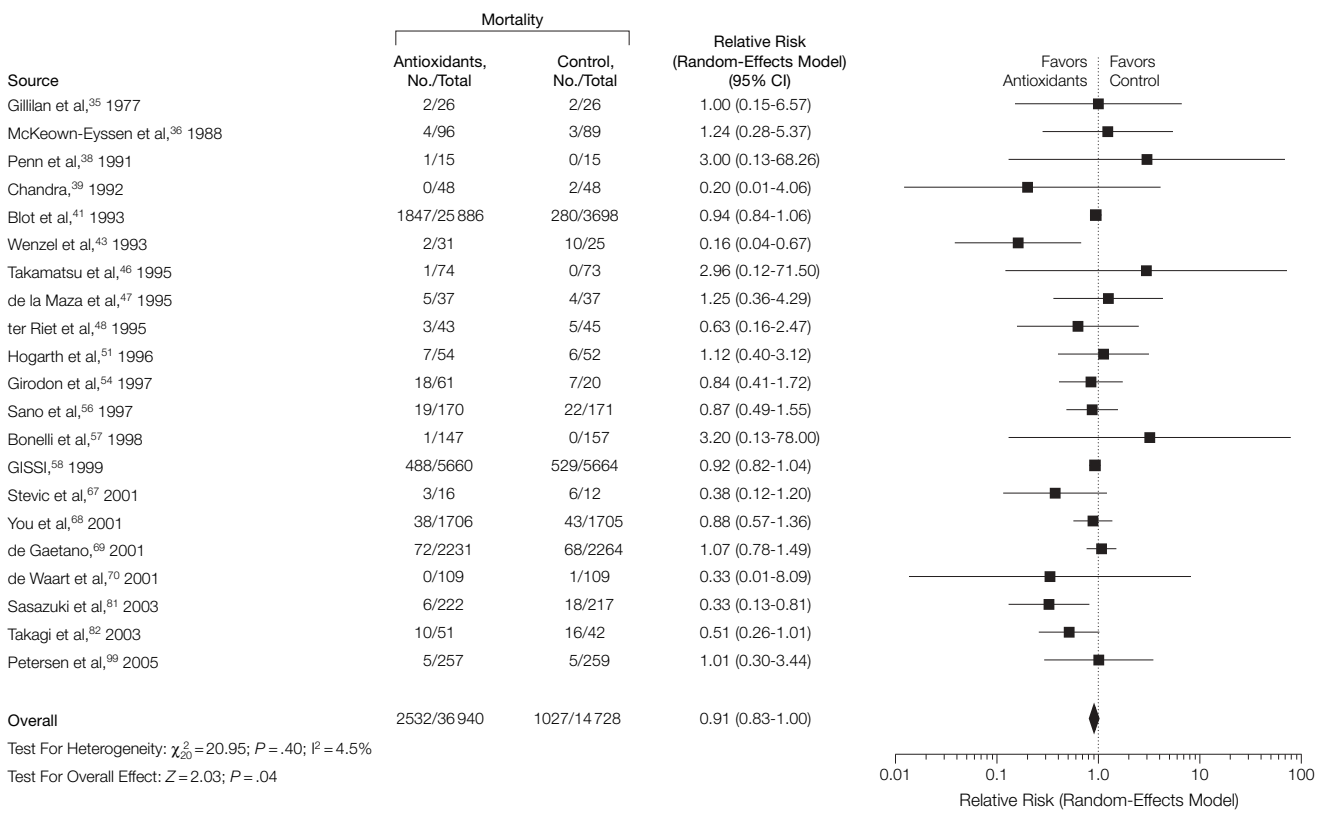 Mortality
Source Antioxidants, No./Total Control, No./Total Relative Risk (Random-Effects Model) (95% CI) Favors Antioxidants Favors Control
Gillilan et al,35 1977 2/26 2/26 1.00 (0.15-6.57)
McKeown-Eyssen et al,36 1988 4/96 3/89 1.24 (0.28-5.37)
Penn et al,38 1991 1/15 0/15 3.00 (0.13-68.26)
Chandra,39 1992 0/48 2/48 0.20 (0.01-4.06)
Blot et al,41 1993 1847/25 886 280/3698 0.94 (0.84-1.06)
Wenzel et al,43 1993 2/31 10/25 0.16 (0.04-0.67)
Takamatsu et al,46 1995 1/74 0/73 2.96 (0.12-71.50)
de la Maza et al,47 1995 5/37 4/37 1.25 (0.36-4.29)
ter Riet et al,48 1995 3/43 5/45 0.63 (0.16-2.47)
Hogarth et al,51 1996 7/54 6/52 1.12 (0.40-3.12)
Girodon et al,54 1997 18/61 7/20 0.84 (0.41-1.72)
Sano et al,56 1997 19/170 22/171 0.87 (0.49-1.55)
Bonelli et al,57 1998 1/147 0/157 3.20 (0.13-78.00)
GISSI,58 1999 488/5660 529/5664 0.92 (0.82-1.04)
Stevic et al,67 2001 3/16 6/12 0.38 (0.12-1.20)
You et al,68 2001 38/1706 43/1705 0.88 (0.57-1.36)
de Gaetano,69 2001 72/2231 68/2264 1.07 (0.78-1.49)
de Waart et al,70 2001 0/109 1/109 0.33 (0.01-8.09)
Sasazuki et al,81 2003 6/222 18/217 0.33 (0.13-0.81)
Takagi et al,82 2003 10/51 16/42 0.51 (0.26-1.01)
Petersen et al,99 2005 5/257 5/259 1.01 (0.30-3.44)
Overall 2532/36 940 1027/14 728 0.91 (0.83-1.00)
Test For Heterogeneity: χ²₂₀ = 20.95; P = .40; I² = 4.5%
Test For Overall Effect: Z = 2.03; P = .04
0.01 0.1 1.0 10 100
Relative Risk (Random-Effects Model)